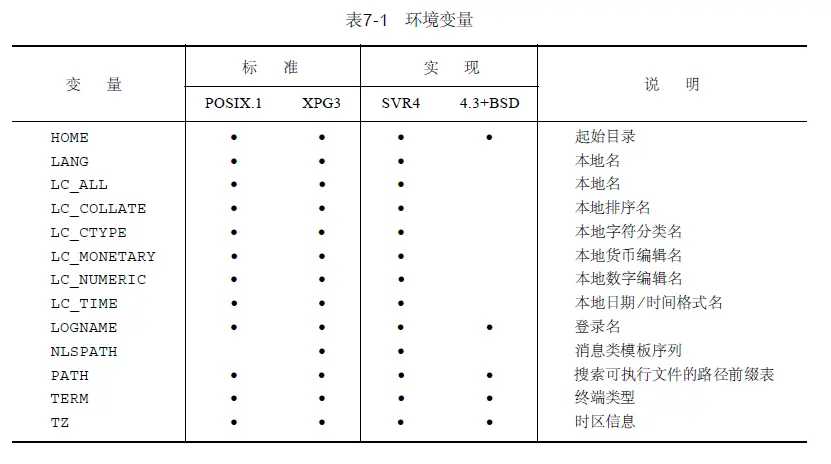 表7-1 环境变量
变 量 标 准 实 现 说 明
POSIX.1 XPG3 SVR4 4.3+BSD
HOME • • • • 起始目录
LANG • • • 本地名
LC_ALL • • • 本地名
LC_COLLATE • • • 本地排序名
LC_CTYPE • • • 本地字符分类名
LC_MONETARY • • • 本地货币编辑名
LC_NUMERIC • • • 本地数字编辑名
LC_TIME • • • 本地日期/时间格式名
LOGNAME • • • • 登录名
NLSPATH • • 消息类模板序列
PATH • • • • 搜索可执行文件的路径前缀表
TERM • • • • 终端类型
TZ • • • • 时区信息